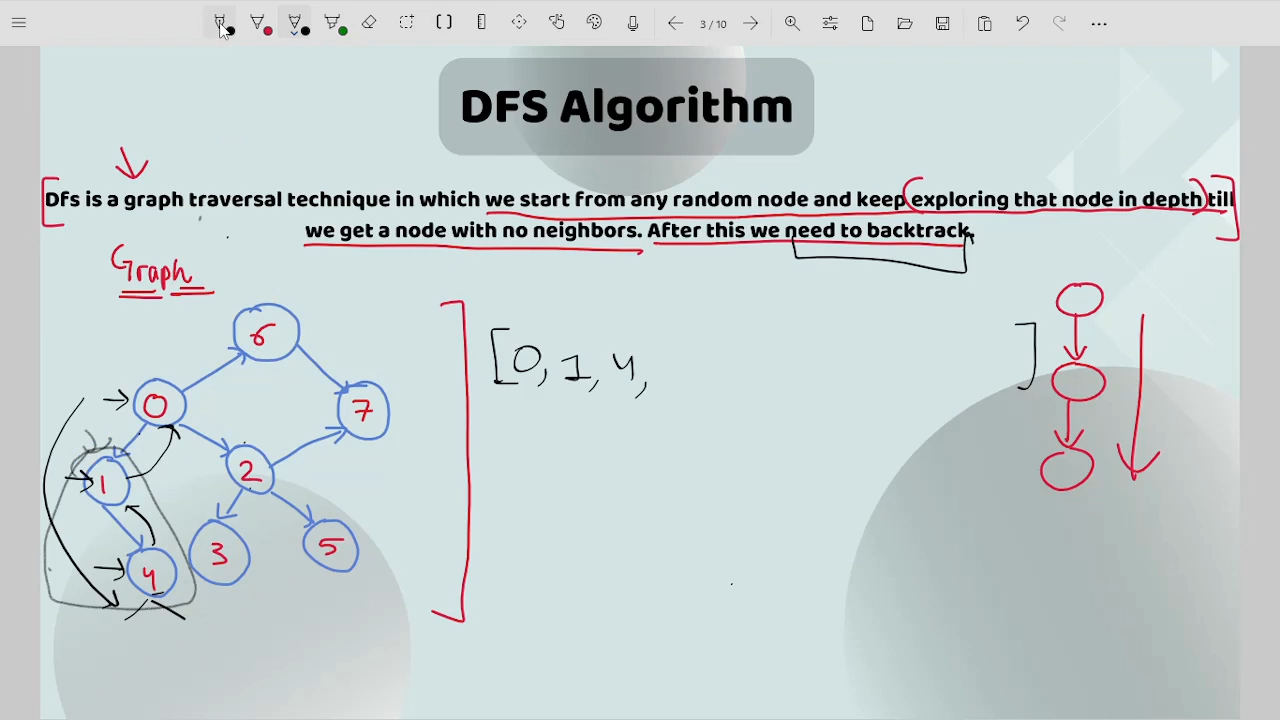 3 / 10
DFS Algorithm
Dfs is a graph traversal technique in which we start from any random node and keep exploring that node in depth till
we get a node with no neighbors. After this we need to backtrack.
Graph
6
[0, 1, 4, ]
0
7
2
1
3
5
4